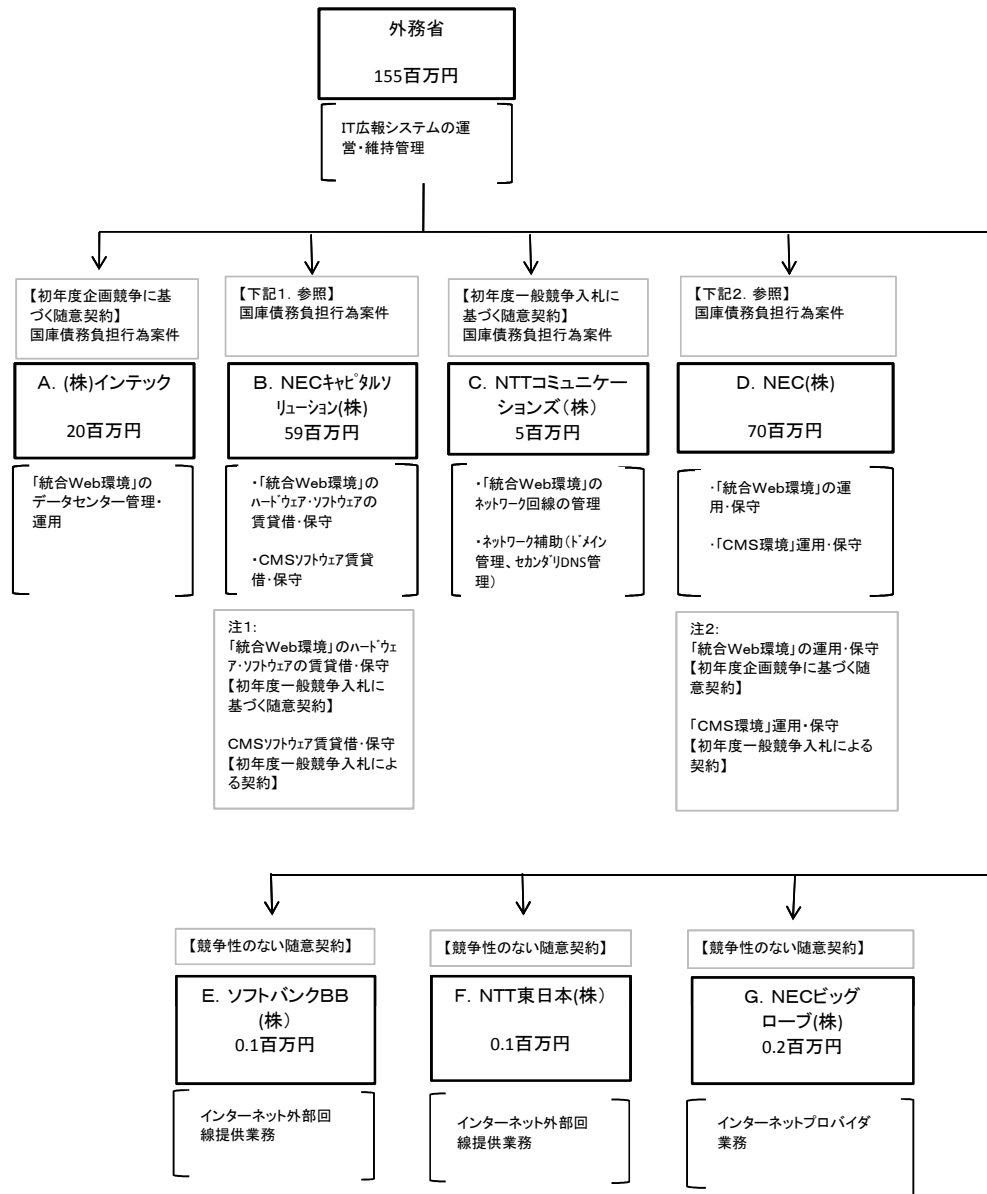 外務省
155百万円
IT広報システムの運
営・維持管理
【初年度企画競争に基
づく随意契約】
国庫債務負担行為案件
A．(株)インテック
20百万円
「統合Web環境」の
データセンター管理・
運用
【下記1．参照】
国庫債務負担行為案件
B．NECｷｬﾋﾟﾀﾙｿ
ﾘｭｰｼｮﾝ(株)
59百万円
・「統合Web環境」の
ﾊｰﾄﾞｳｪｱ・ｿﾌﾄｳｪｱの
賃貸借・保守
・CMSｿﾌﾄｳｪｱ賃貸
借・保守
注1：
「統合Web環境」のﾊｰﾄﾞｳｪ
ｱ・ｿﾌﾄｳｪｱの賃貸借・保守
【初年度一般競争入札に
基づく随意契約】
CMSｿﾌﾄｳｪｱ賃貸借・保守
【初年度一般競争入札によ
る契約】
【初年度一般競争入札に
基づく随意契約】
国庫債務負担行為案件
C．NTTコミュニケー
ションズ（株）
5百万円
・「統合Web環境」の
ネットワーク回線の管理
・ネットワーク補助（ﾄﾞﾒｲﾝ
管理、ｾｶﾝﾀﾞﾘDNS管
理）
【下記2．参照】
国庫債務負担行為案件
D．NEC(株)
70百万円
・「統合Web環境」の運
用・保守
・「CMS環境」運用・保守
注2：
「統合Web環境」の運用・保守
【初年度企画競争に基づく随
意契約】
「CMS環境」運用・保守
【初年度一般競争入札による
契約】
【競争性のない随意契約】
E．ソフトバンクBB
(株）
0.1百万円
インターネット外部回
線提供業務
【競争性のない随意契約】
F．NTT東日本(株）
0.1百万円
インターネット外部回
線提供業務
【競争性のない随意契約】
G．NECビッグ
ローブ(株)
0.2百万円
インターネットプロバイダ
業務